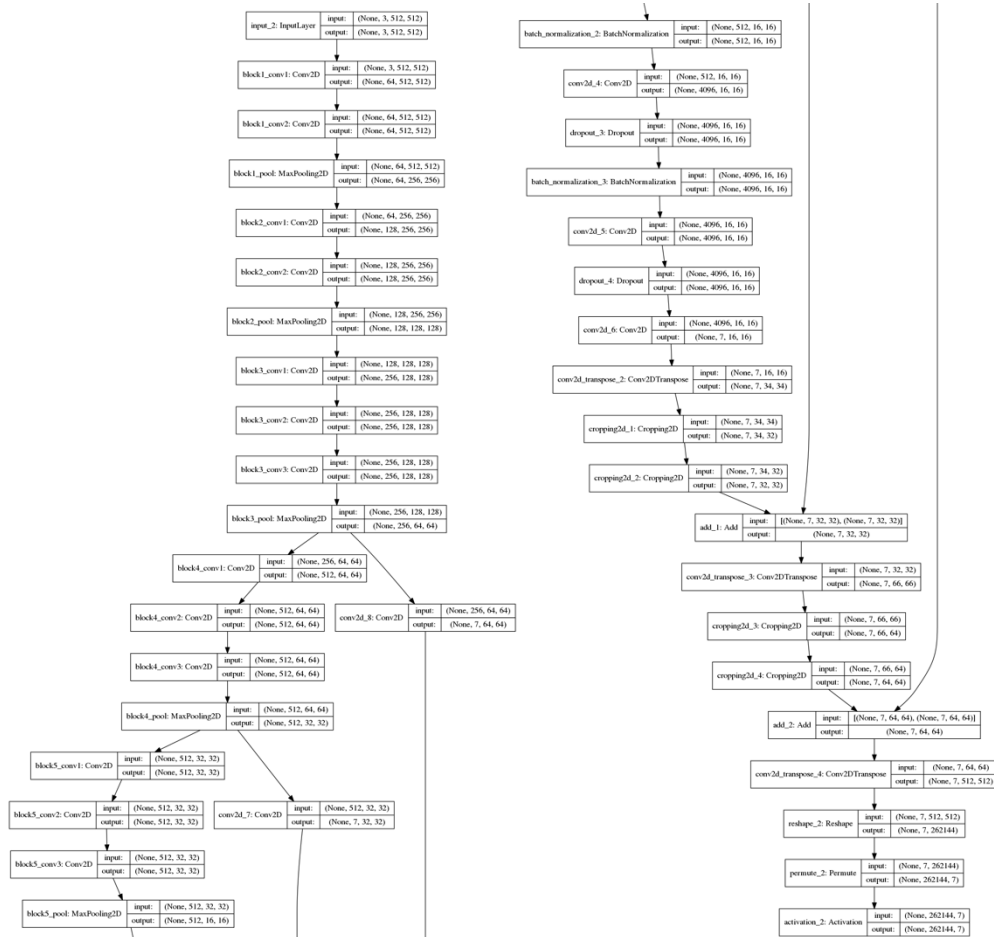 input_2: InputLayer input: (None, 3, 512, 512)
output: (None, 3, 512, 512)
block1_conv1: Conv2D input: (None, 3, 512, 512)
output: (None, 64, 512, 512)
block1_conv2: Conv2D input: (None, 64, 512, 512)
output: (None, 64, 512, 512)
block1_pool: MaxPooling2D input: (None, 64, 512, 512)
output: (None, 64, 256, 256)
block2_conv1: Conv2D input: (None, 64, 256, 256)
output: (None, 128, 256, 256)
block2_conv2: Conv2D input: (None, 128, 256, 256)
output: (None, 128, 256, 256)
block2_pool: MaxPooling2D input: (None, 128, 256, 256)
output: (None, 128, 128, 128)
block3_conv1: Conv2D input: (None, 128, 128, 128)
output: (None, 256, 128, 128)
block3_conv2: Conv2D input: (None, 256, 128, 128)
output: (None, 256, 128, 128)
block3_conv3: Conv2D input: (None, 256, 128, 128)
output: (None, 256, 128, 128)
block3_pool: MaxPooling2D input: (None, 256, 128, 128)
output: (None, 256, 64, 64)
block4_conv1: Conv2D input: (None, 256, 64, 64)
output: (None, 512, 64, 64)
block4_conv2: Conv2D input: (None, 512, 64, 64)
output: (None, 512, 64, 64)
conv2d_8: Conv2D input: (None, 256, 64, 64)
output: (None, 7, 64, 64)
block4_conv3: Conv2D input: (None, 512, 64, 64)
output: (None, 512, 64, 64)
block4_pool: MaxPooling2D input: (None, 512, 64, 64)
output: (None, 512, 32, 32)
block5_conv1: Conv2D input: (None, 512, 32, 32)
output: (None, 512, 32, 32)
block5_conv2: Conv2D input: (None, 512, 32, 32)
output: (None, 512, 32, 32)
conv2d_7: Conv2D input: (None, 512, 32, 32)
output: (None, 7, 32, 32)
block5_conv3: Conv2D input: (None, 512, 32, 32)
output: (None, 512, 32, 32)
block5_pool: MaxPooling2D input: (None, 512, 32, 32)
output: (None, 512, 16, 16)
batch_normalization_2: BatchNormalization input: (None, 512, 16, 16)
output: (None, 512, 16, 16)
conv2d_4: Conv2D input: (None, 512, 16, 16)
output: (None, 4096, 16, 16)
dropout_3: Dropout input: (None, 4096, 16, 16)
output: (None, 4096, 16, 16)
batch_normalization_3: BatchNormalization input: (None, 4096, 16, 16)
output: (None, 4096, 16, 16)
conv2d_5: Conv2D input: (None, 4096, 16, 16)
output: (None, 4096, 16, 16)
dropout_4: Dropout input: (None, 4096, 16, 16)
output: (None, 4096, 16, 16)
conv2d_6: Conv2D input: (None, 4096, 16, 16)
output: (None, 7, 16, 16)
conv2d_transpose_2: Conv2DTranspose input: (None, 7, 16, 16)
output: (None, 7, 34, 34)
cropping2d_1: Cropping2D input: (None, 7, 34, 34)
output: (None, 7, 34, 32)
cropping2d_2: Cropping2D input: (None, 7, 34, 32)
output: (None, 7, 32, 32)
add_1: Add input: [(None, 7, 32, 32), (None, 7, 32, 32)]
output: (None, 7, 32, 32)
conv2d_transpose_3: Conv2DTranspose input: (None, 7, 32, 32)
output: (None, 7, 66, 66)
cropping2d_3: Cropping2D input: (None, 7, 66, 66)
output: (None, 7, 66, 64)
cropping2d_4: Cropping2D input: (None, 7, 66, 64)
output: (None, 7, 64, 64)
add_2: Add input: [(None, 7, 64, 64), (None, 7, 64, 64)]
output: (None, 7, 64, 64)
conv2d_transpose_4: Conv2DTranspose input: (None, 7, 64, 64)
output: (None, 7, 512, 512)
reshape_2: Reshape input: (None, 7, 512, 512)
output: (None, 7, 262144)
permute_2: Permute input: (None, 7, 262144)
output: (None, 262144, 7)
activation_2: Activation input: (None, 262144, 7)
output: (None, 262144, 7)